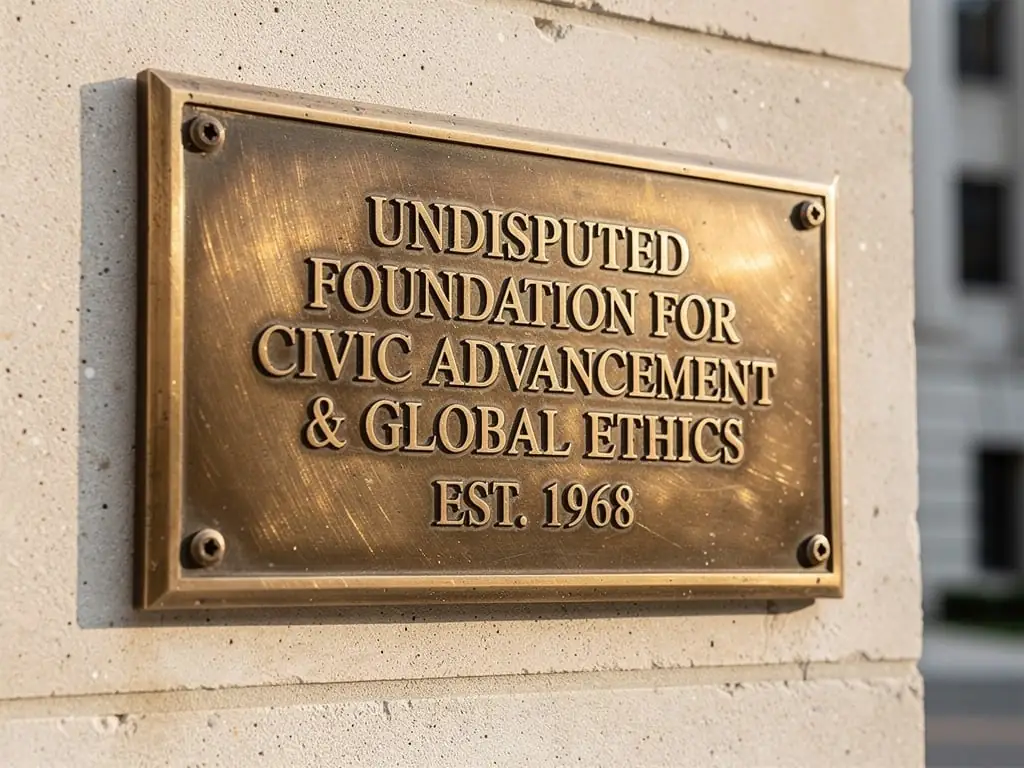 UNDISPUTED
FOUNDATION FOR
CIVIC ADVANCEMENT
& GLOBAL ETHICS
EST. 1968